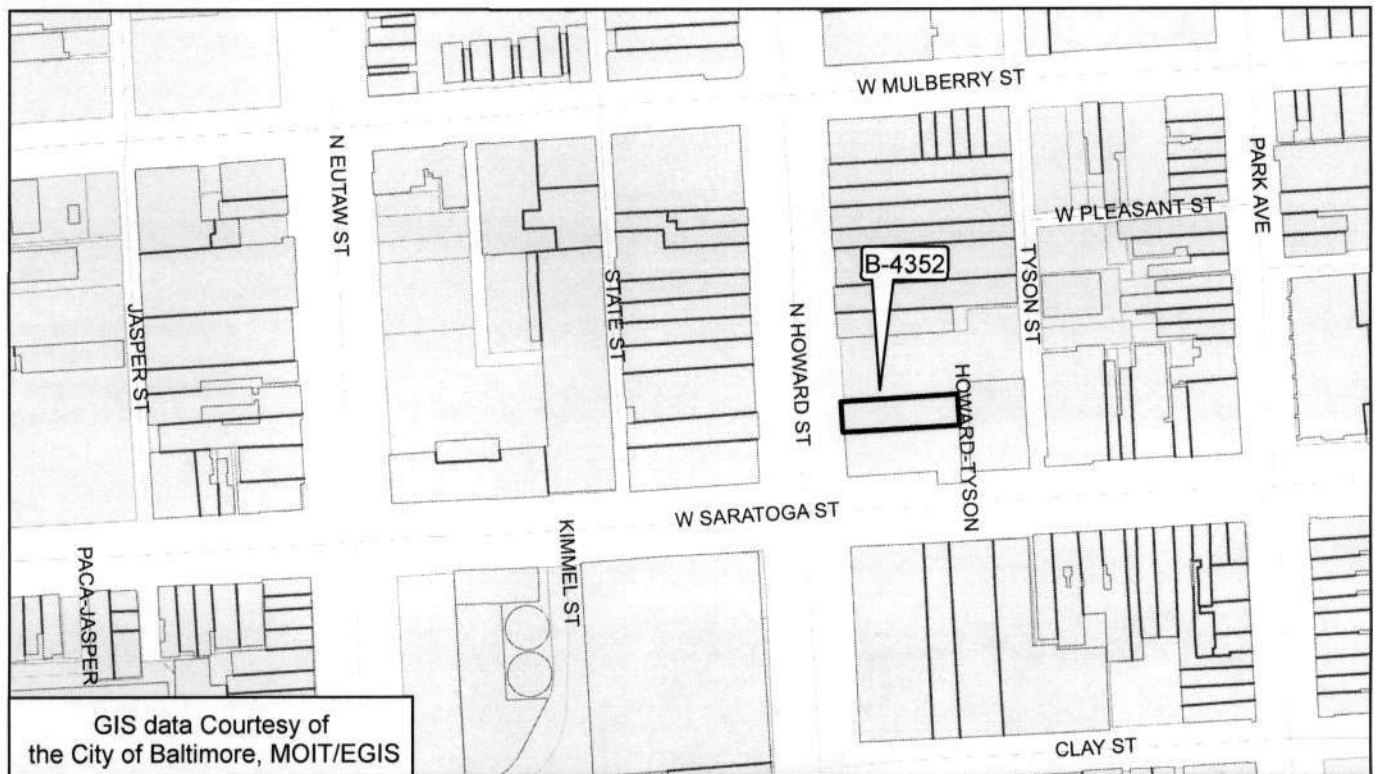 W MULBERRY ST
N EUTAW ST
PARK AVE
W PLEASANT ST
B-4352
TYSON ST
STATE ST
JASPER ST
N HOWARD ST
HOWARD-TYSON
W SARATOGA ST
KIMMEL ST
PACA-JASPER
GIS data Courtesy of
the City of Baltimore, MOIT/EGIS
CLAY ST